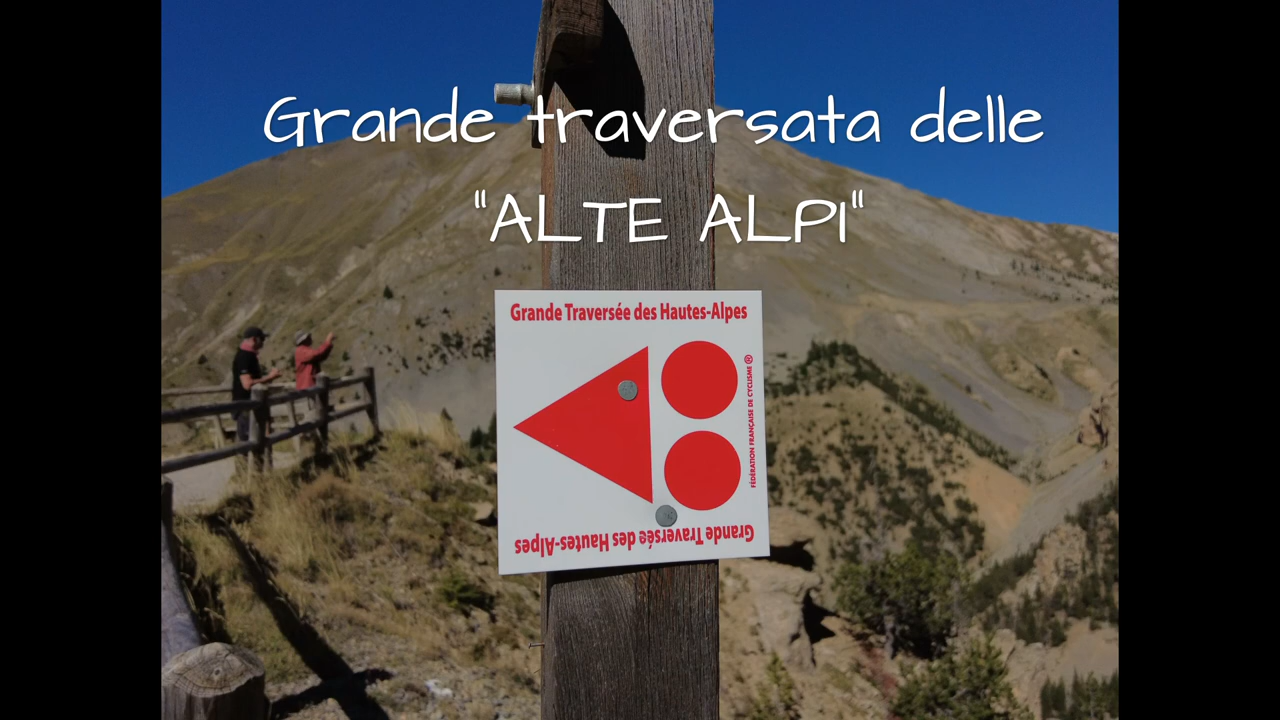 Grande traversata delle
"ALTE ALPI"
Grande Traversée des Hautes-Alpes
FÉDÉRATION FRANÇAISE DE CYCLISME ®
Grande Traversée des Hautes-Alpes